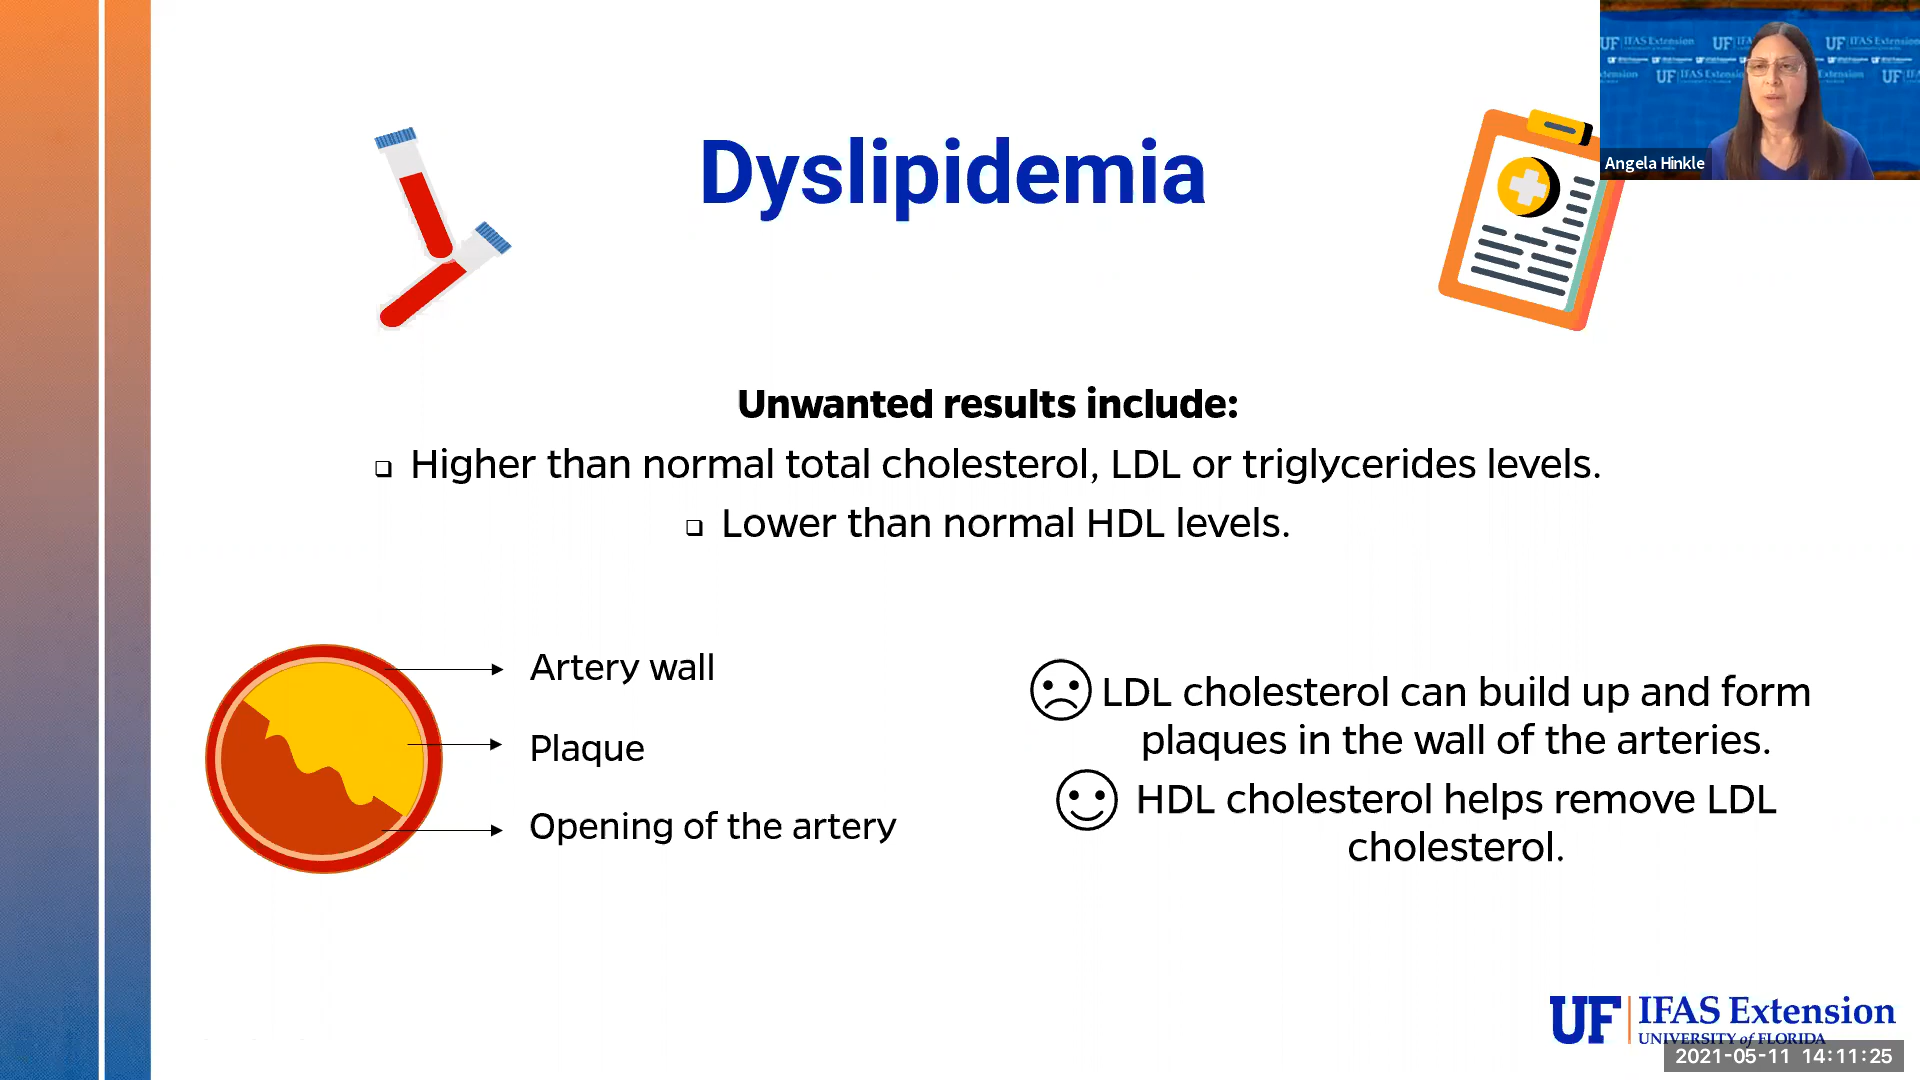 UF IFAS Extension
Angela Hinkle
Dyslipidemia
Unwanted results include:
❑ Higher than normal total cholesterol, LDL or triglycerides levels.
❑ Lower than normal HDL levels.
Artery wall
Plaque
Opening of the artery
LDL cholesterol can build up and form
plaques in the wall of the arteries.
HDL cholesterol helps remove LDL
cholesterol.
UF IFAS Extension
UNIVERSITY of FLORIDA
2021-05-11 14:11:25